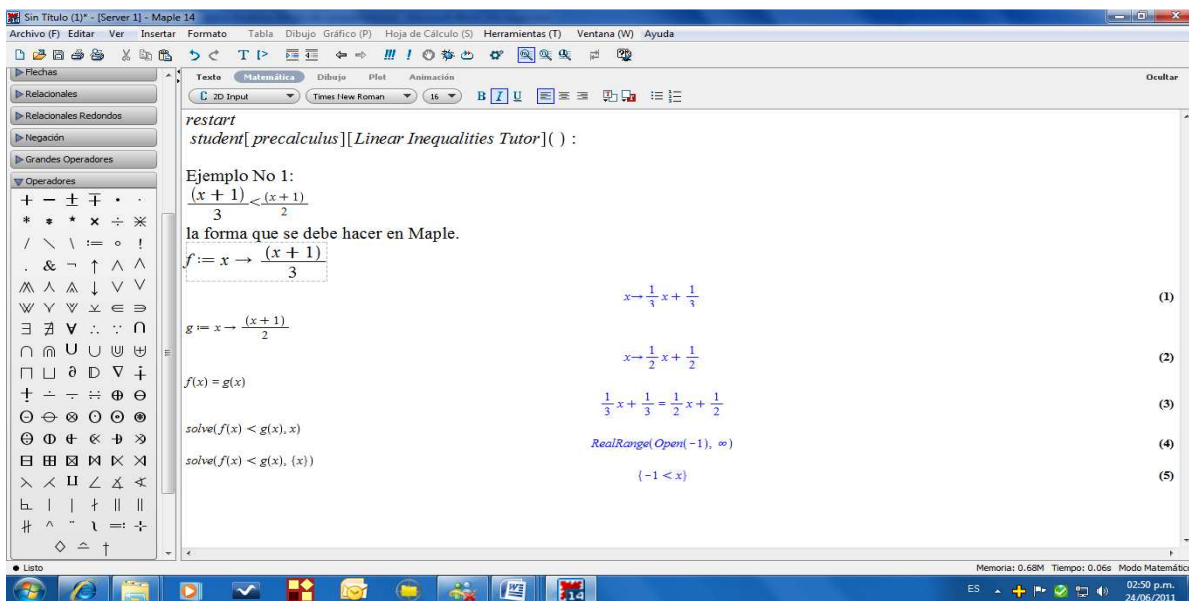 Sin Título (1)* - [Server 1] - Maple 14
Archivo (F) Editar Ver Insertar Formato Tabla Dibujo Gráfico (P) Hoja de Cálculo (S) Herramientas (T) Ventana (W) Ayuda
Texto Matemática Dibujo Plot Animación Ocultar
C 2D Input Times New Roman 16 B I U
Flechas
Relacionales
Relacionales Redondos
Negación
Grandes Operadores
Operadores
restart
student[ precalculus][Linear Inequalities Tutor]( ) :
Ejemplo No 1:
(x + 1)/3 < (x + 1)/2
la forma que se debe hacer en Maple.
f := x → (x + 1)/3
x → 1/3 x + 1/3 (1)
g := x → (x + 1)/2
x → 1/2 x + 1/2 (2)
f(x) = g(x)
1/3 x + 1/3 = 1/2 x + 1/2 (3)
solve(f(x) < g(x), x)
RealRange(Open(-1), ∞) (4)
solve(f(x) < g(x), {x})
{-1 < x} (5)
Listo
Memoria: 0.68M Tiempo: 0.06s Modo Matemátic
ES 02:50 p.m.
24/06/2011